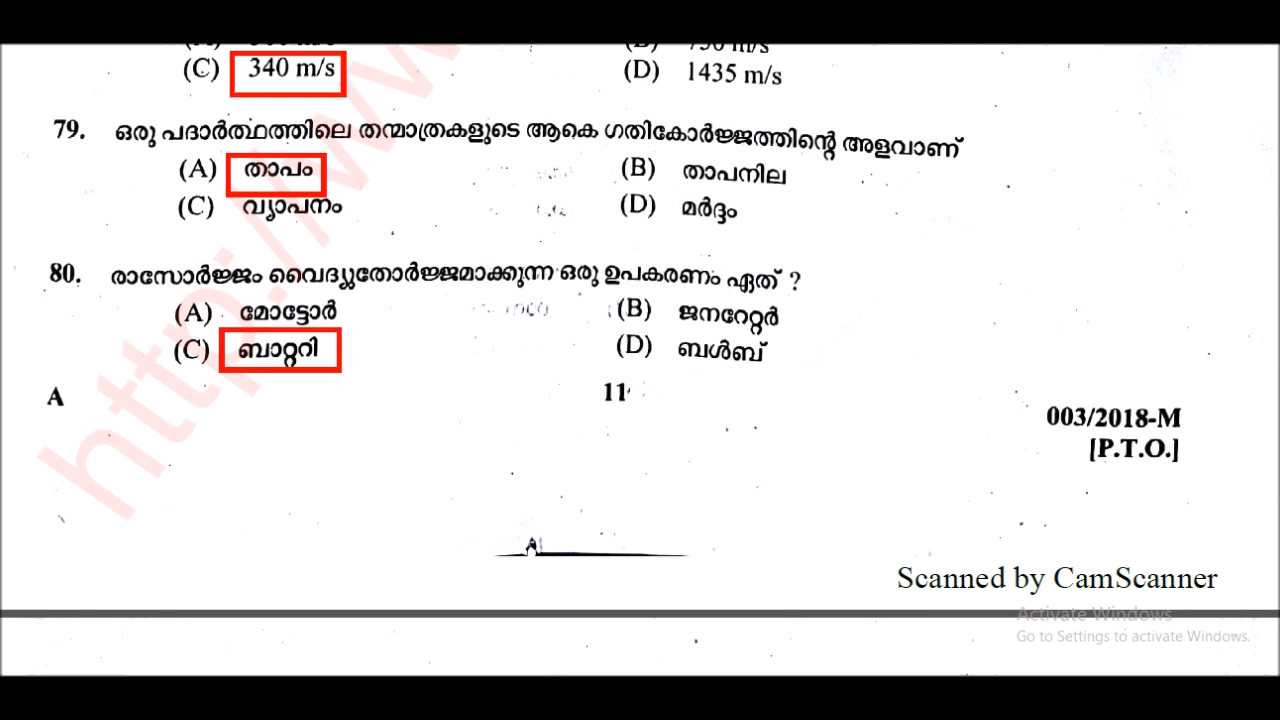 (C) 340 m/s (D) 1435 m/s
79. ഒരു പദാർത്ഥത്തിലെ തന്മാത്രകളുടെ ആകെ ഗതികോർജ്ജത്തിന്റെ അളവാണ്
(A) താപം (B) താപനില
(C) വ്യാപനം (D) മർദ്ദം
80. രാസോർജ്ജം വൈദ്യുതോർജ്ജമാക്കുന്ന ഒരു ഉപകരണം ഏത് ?
(A) മോട്ടോർ (B) ജനറേറ്റർ
(C) ബാറ്ററി (D) ബൾബ്
A 11 003/2018-M
[P.T.O.]
A
Scanned by CamScanner
Activate Windows
Go to Settings to activate Windows.
http://www